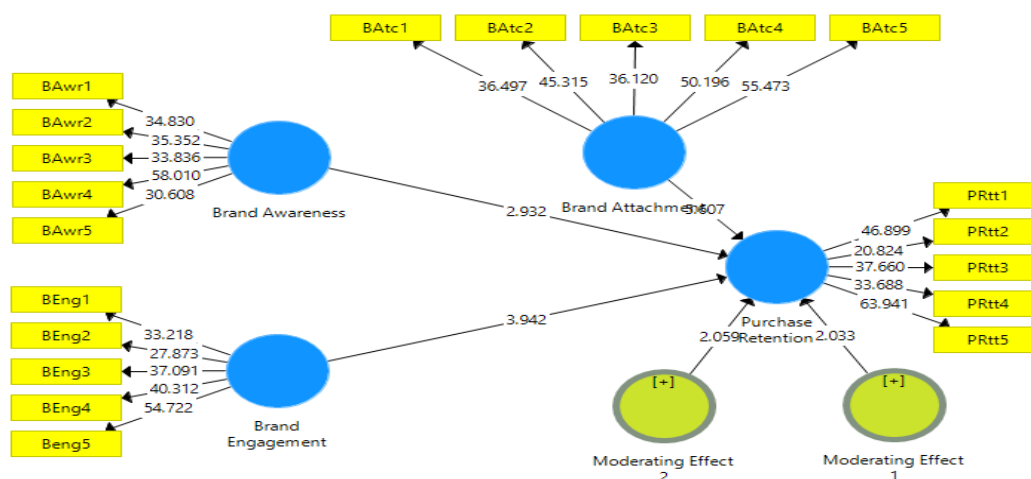 BAtc1
BAtc2
BAtc3
BAtc4
BAtc5
36.497
45.315
36.120
50.196
55.473
BAwr1
BAwr2
BAwr3
BAwr4
BAwr5
34.830
35.352
33.836
58.010
30.608
Brand Awareness
Brand Attachment
5.607
2.932
PRtt1
PRtt2
PRtt3
PRtt4
PRtt5
46.899
20.824
37.660
33.688
63.941
BEng1
BEng2
BEng3
BEng4
Beng5
33.218
27.873
37.091
40.312
54.722
Brand
Engagement
3.942
Purchase
Retention
2.059
2.033
[+]
[+]
Moderating Effect
2
Moderating Effect
1